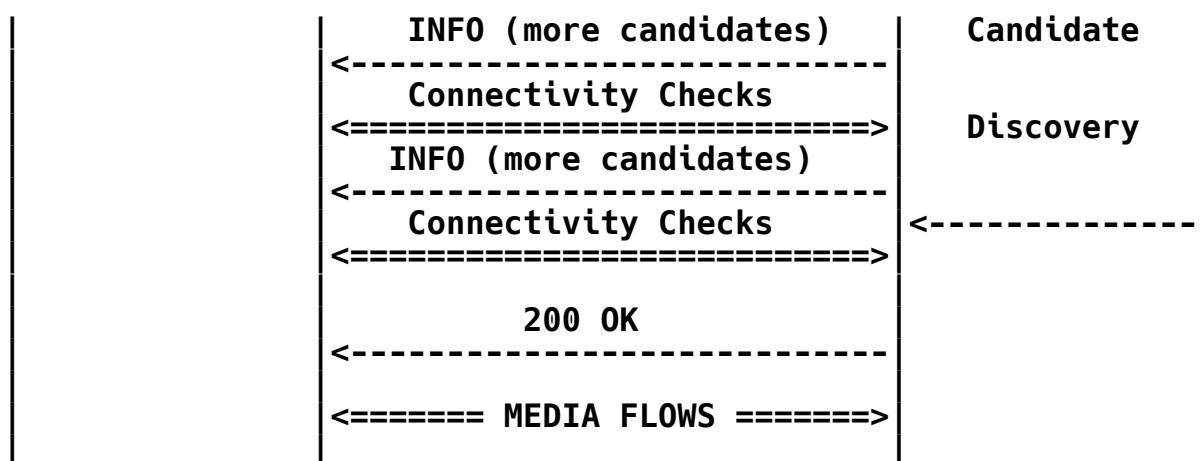 INFO (more candidates) Candidate
Connectivity Checks
Discovery
INFO (more candidates)
Connectivity Checks
200 OK
MEDIA FLOWS